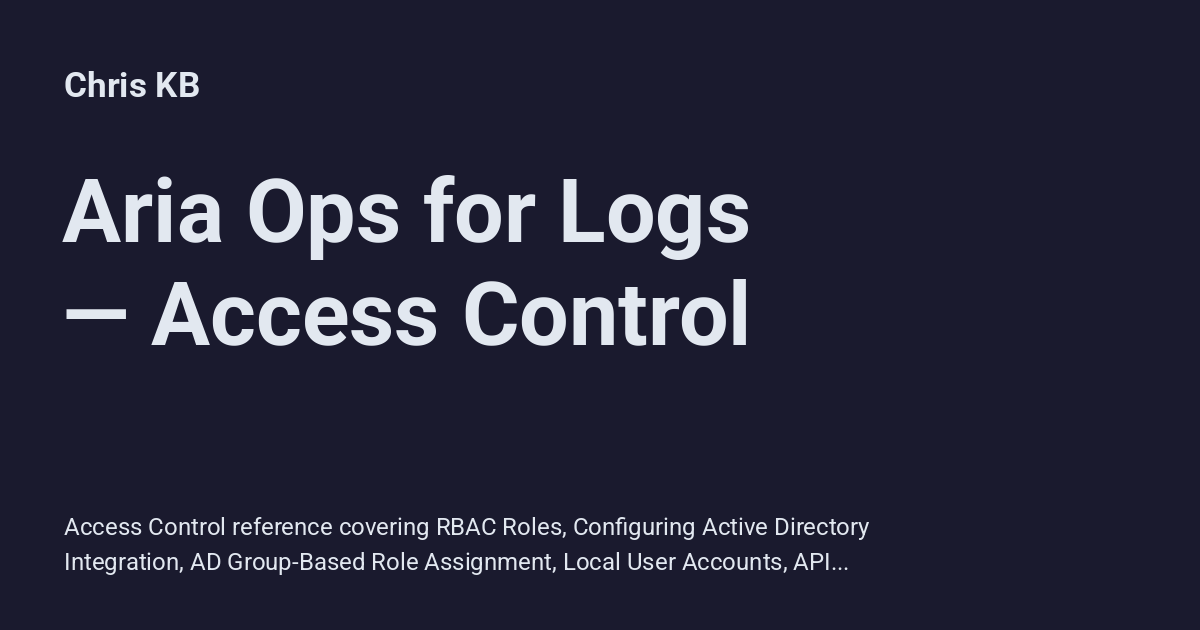 Chris KB
Aria Ops for Logs
— Access Control
Access Control reference covering RBAC Roles, Configuring Active Directory
Integration, AD Group-Based Role Assignment, Local User Accounts, API...